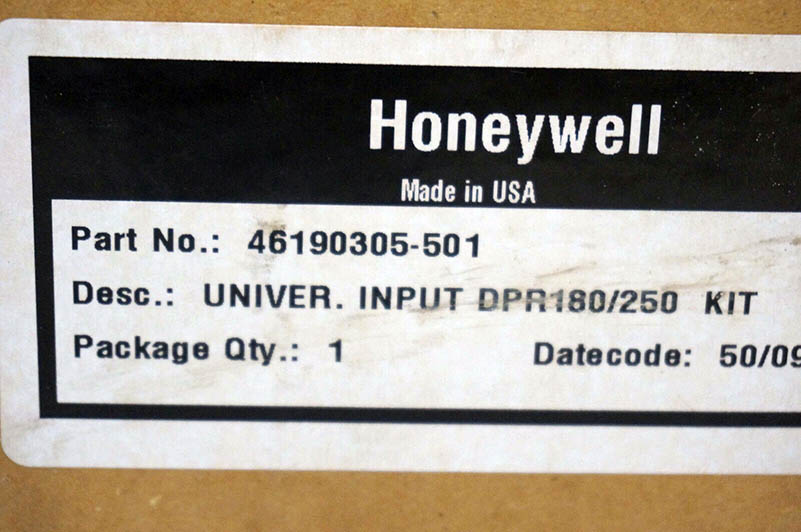 Honeywell
Made in USA
Part No.: 46190305-501
Desc.: UNIVER. INPUT DPR180/250 KIT
Package Qty.: 1 Datecode: 50/09